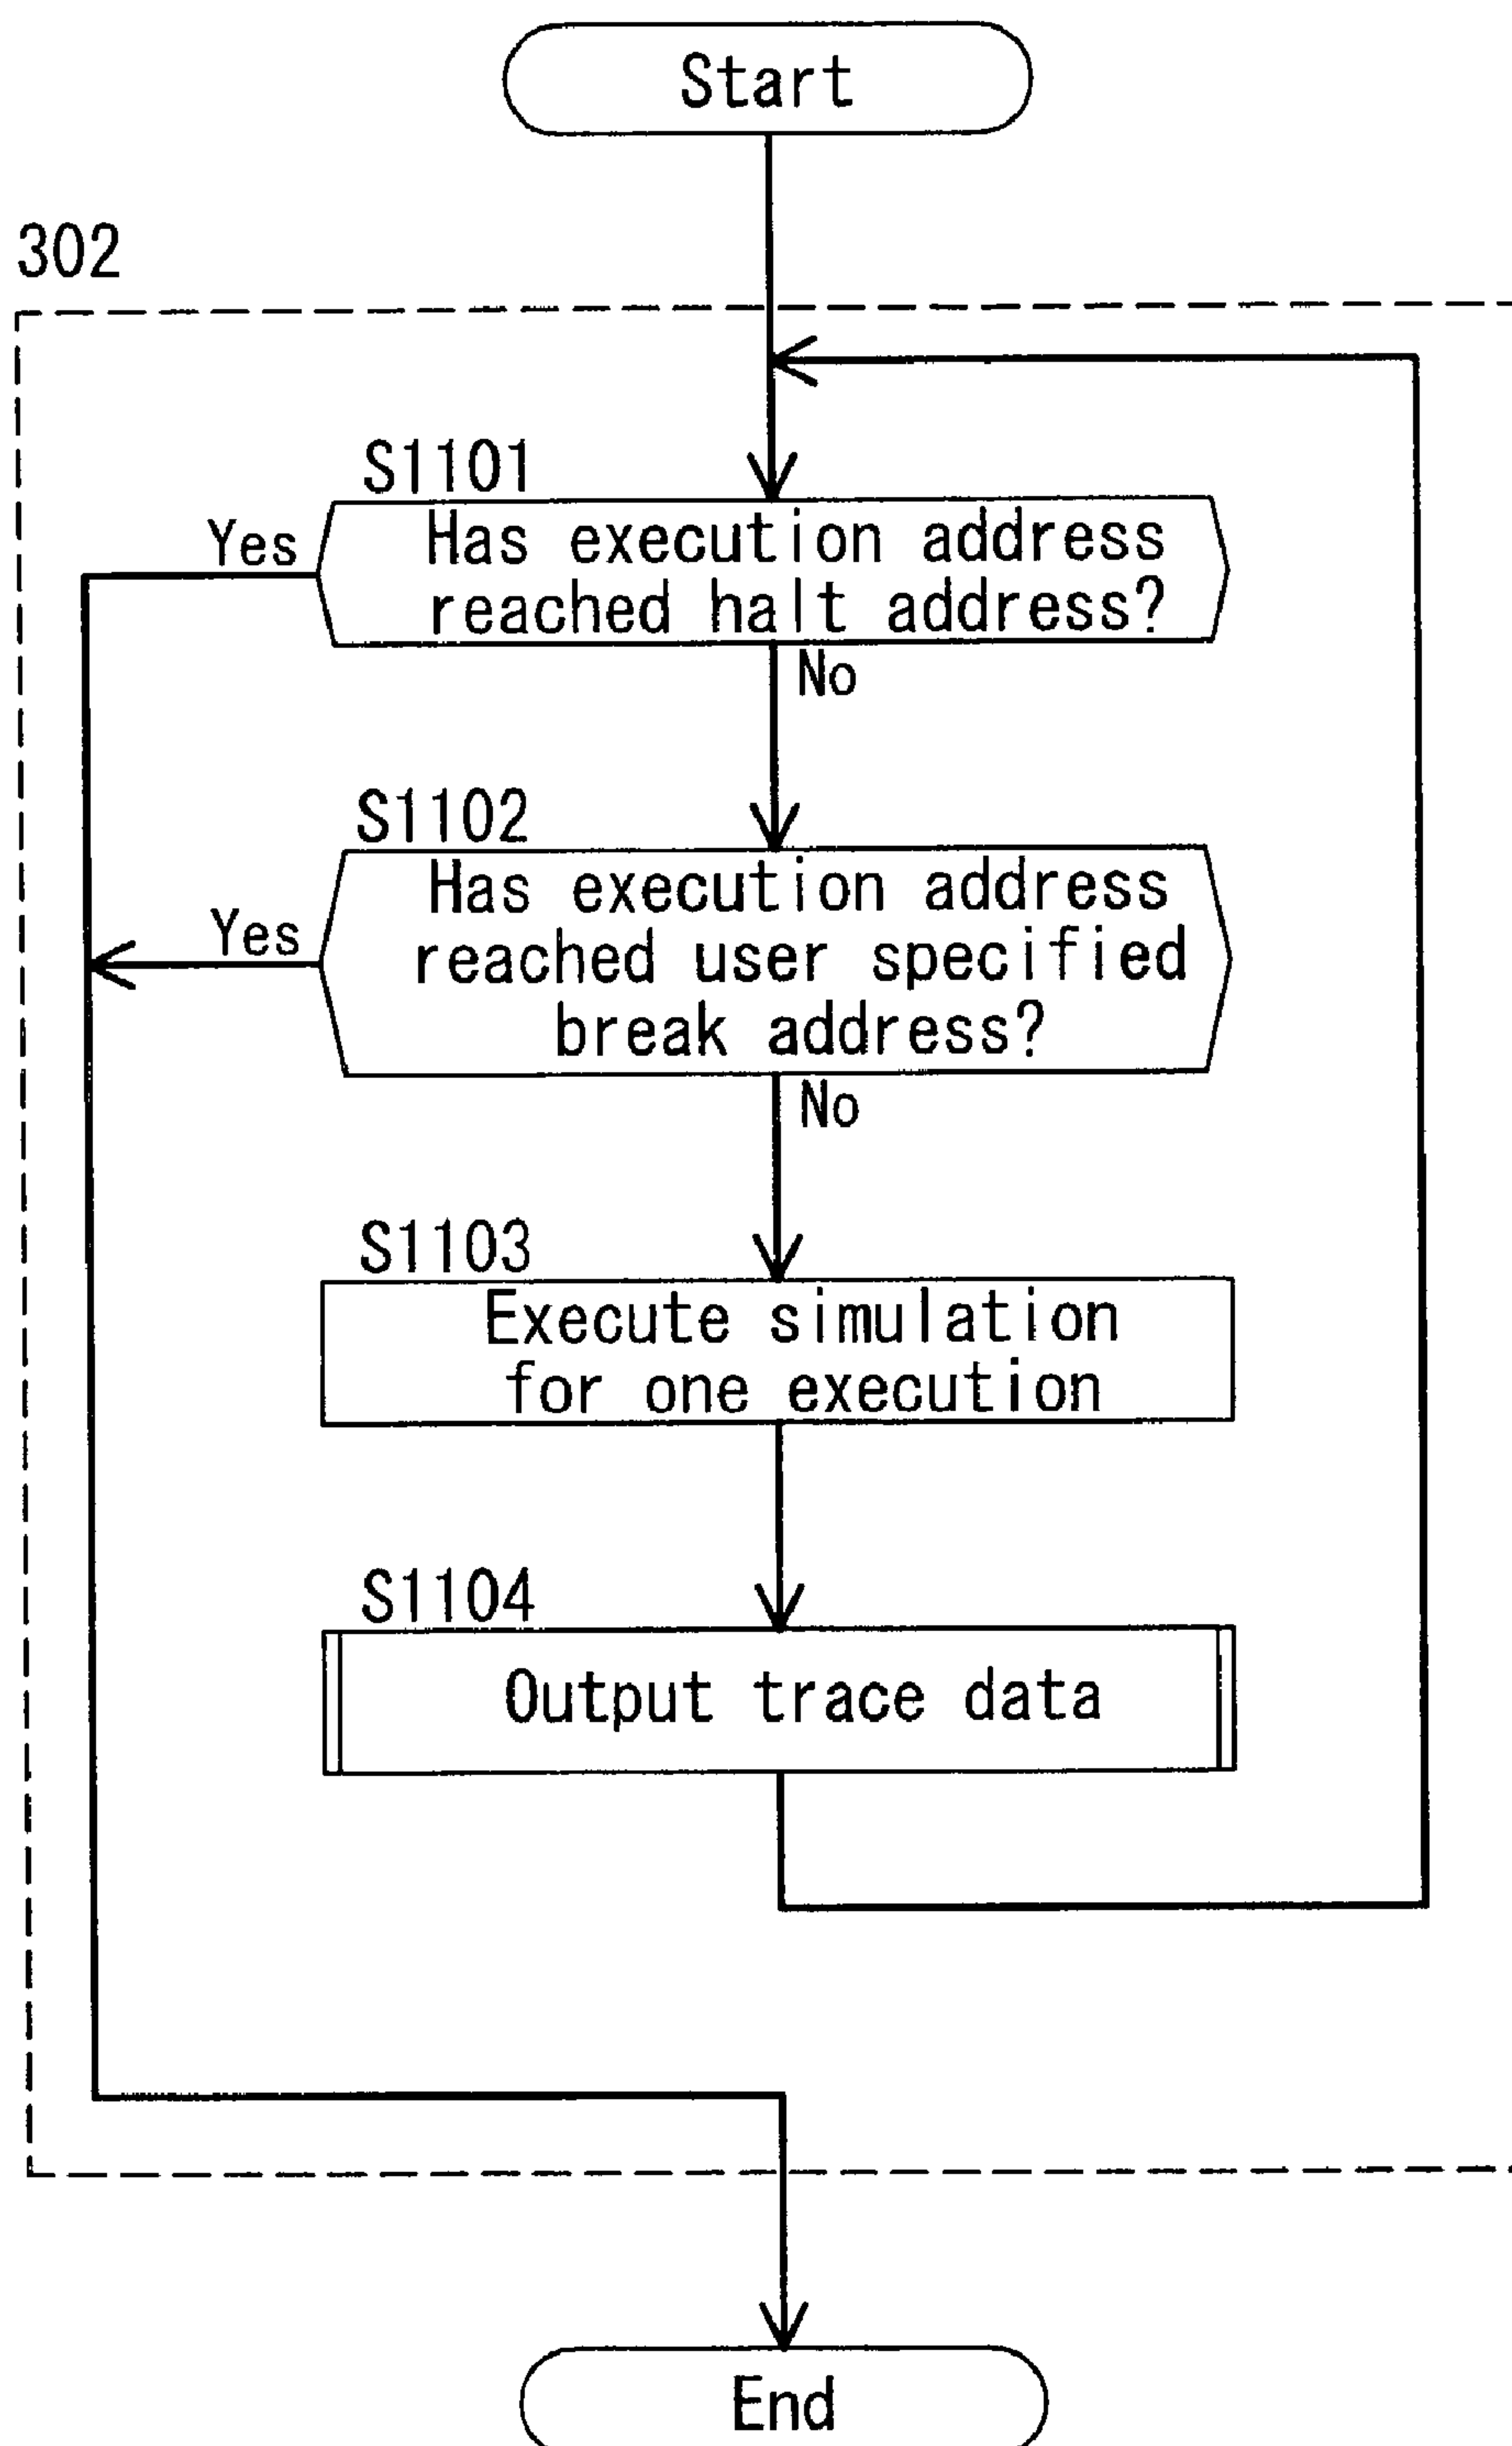 Start
302
S1101
Yes
Has execution address
reached halt address?
No
S1102
Yes
Has execution address
reached user specified
break address?
No
S1103
Execute simulation
for one execution
S1104
Output trace data
End